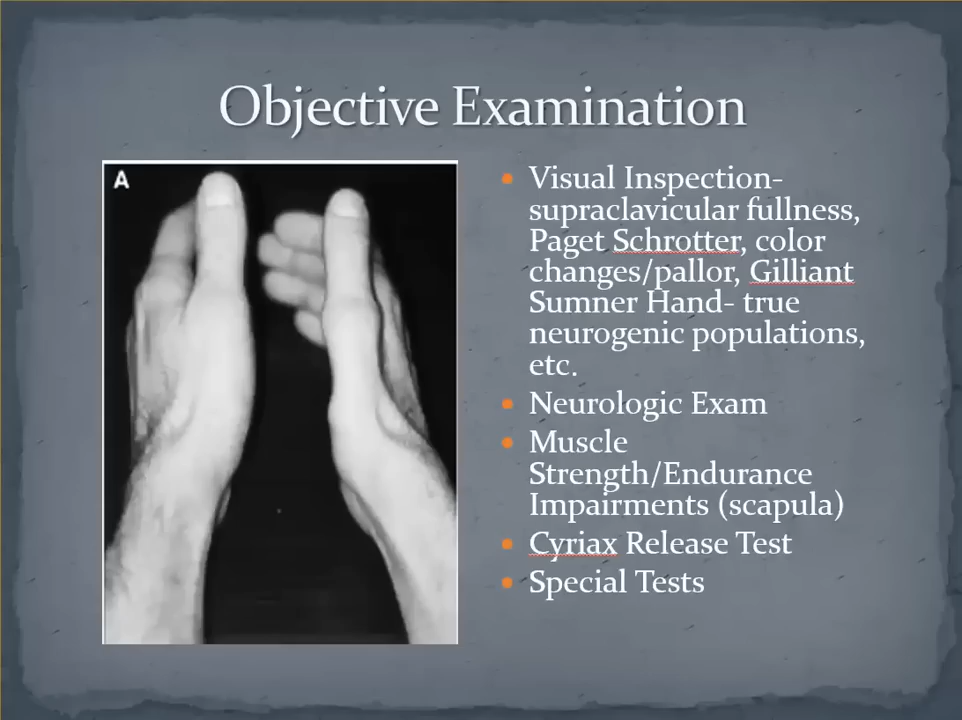 Objective Examination
A
Visual Inspection-
supraclavicular fullness,
Paget Schrotter, color
changes/pallor, Gilliant
Sumner Hand- true
neurogenic populations,
etc.
Neurologic Exam
Muscle
Strength/Endurance
Impairments (scapula)
Cyriax Release Test
Special Tests